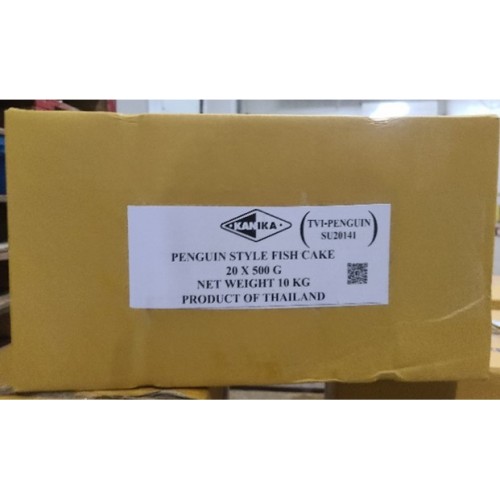 KANIKA
TVI-PENGUIN
SU20141
PENGUIN STYLE FISH CAKE
20 X 500 G
NET WEIGHT 10 KG
PRODUCT OF THAILAND